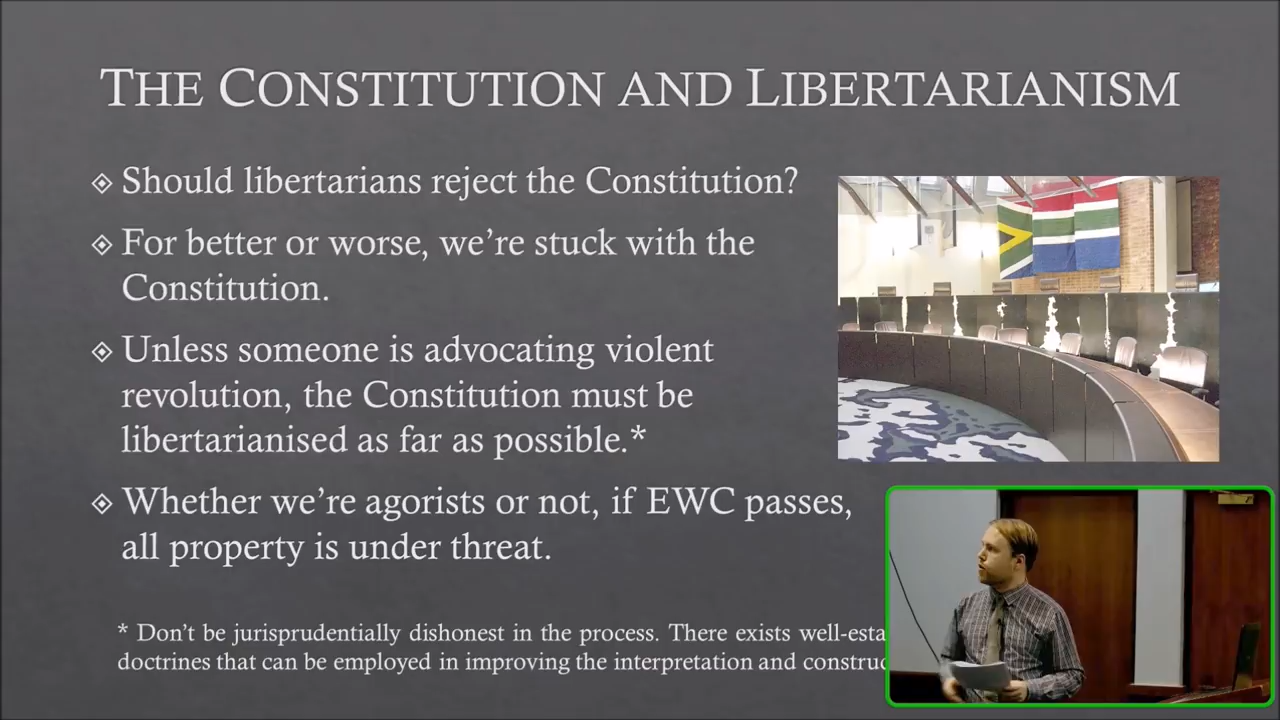 THE CONSTITUTION AND LIBERTARIANISM
Should libertarians reject the Constitution?
For better or worse, we're stuck with the
Constitution.
Unless someone is advocating violent
revolution, the Constitution must be
libertarianised as far as possible.*
Whether we're agorists or not, if EWC passes,
all property is under threat.
* Don't be jurisprudentially dishonest in the process. There exists
doctrines that can be employed in improving the interpretation and